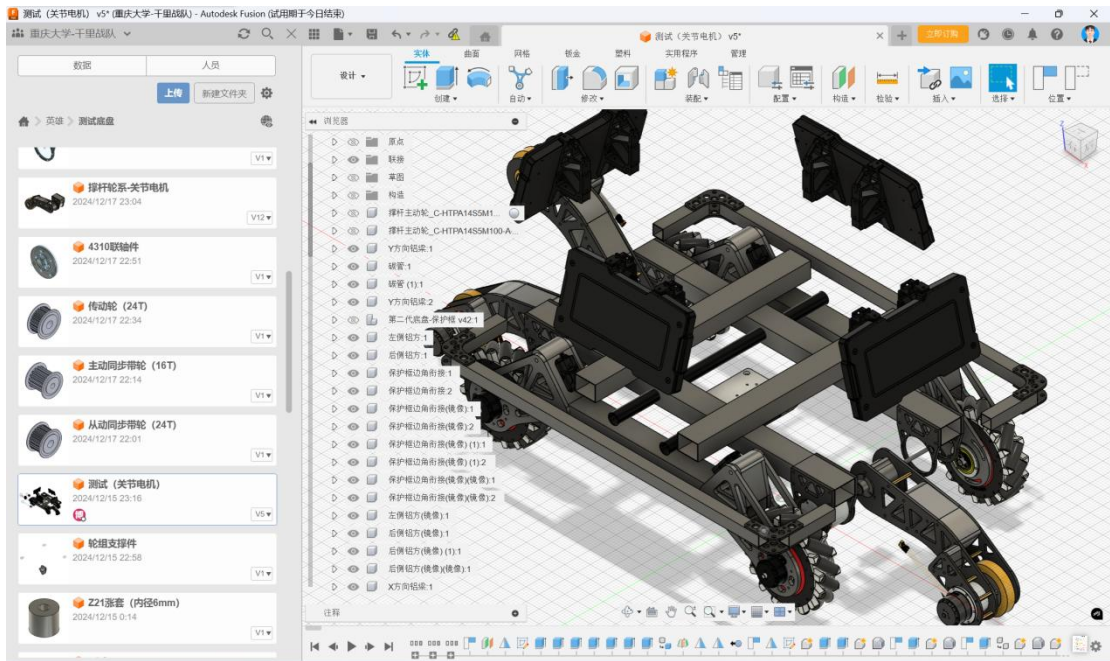 测试（关节电机） v5* (重庆大学-千里战队) - Autodesk Fusion (试用期于今日结束)
重庆大学-千里战队
测试（关节电机） v5*
立即订购
数据
人员
上传
新建文件夹
英雄
测试底盘
V1
撑杆轮系-关节电机
2024/12/17 23:04
V12
4310联轴件
2024/12/17 22:51
V1
传动轮（24T）
2024/12/17 22:34
V1
主动同步带轮（16T）
2024/12/17 22:14
V1
从动同步带轮（24T）
2024/12/17 22:01
V1
测试（关节电机）
2024/12/15 23:16
V5
轮组支撑件
2024/12/15 22:58
V1
Z21涨套（内径6mm）
2024/12/15 0:14
V1
设计
实体
曲面
网格
钣金
塑料
实用程序
管理
创建
自动
修改
装配
配置
构造
检验
插入
选择
位置
浏览器
原点
联接
草图
构造
撑杆主动轮_C-HTPA14S5M1...
撑杆主动轮_C-HTPA14S5M100-A...
Y方向铝梁:1
碳管:1
碳管 (1):1
Y方向铝梁:2
第二代底盘-保护框 v42:1
左侧铝方:1
后侧铝方:1
保护框边角衔接:1
保护框边角衔接:2
保护框边角衔接(镜像):1
保护框边角衔接(镜像):2
保护框边角衔接(镜像) (1):1
保护框边角衔接(镜像) (1):2
保护框边角衔接(镜像)(镜像):1
保护框边角衔接(镜像)(镜像):2
左侧铝方(镜像):1
后侧铝方(镜像):1
后侧铝方(镜像) (1):1
后侧铝方(镜像)(镜像):1
X方向铝梁:1
注释